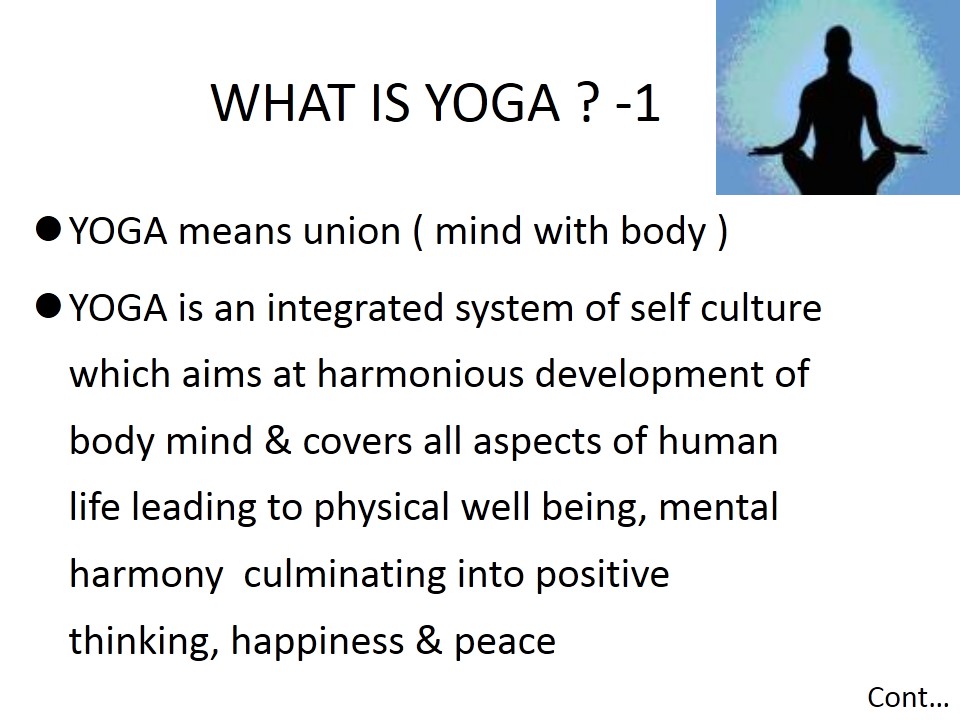 WHAT IS YOGA ? -1
● YOGA means union ( mind with body )
● YOGA is an integrated system of self culture
which aims at harmonious development of
body mind & covers all aspects of human
life leading to physical well being, mental
harmony  culminating into positive
thinking, happiness & peace
Cont...